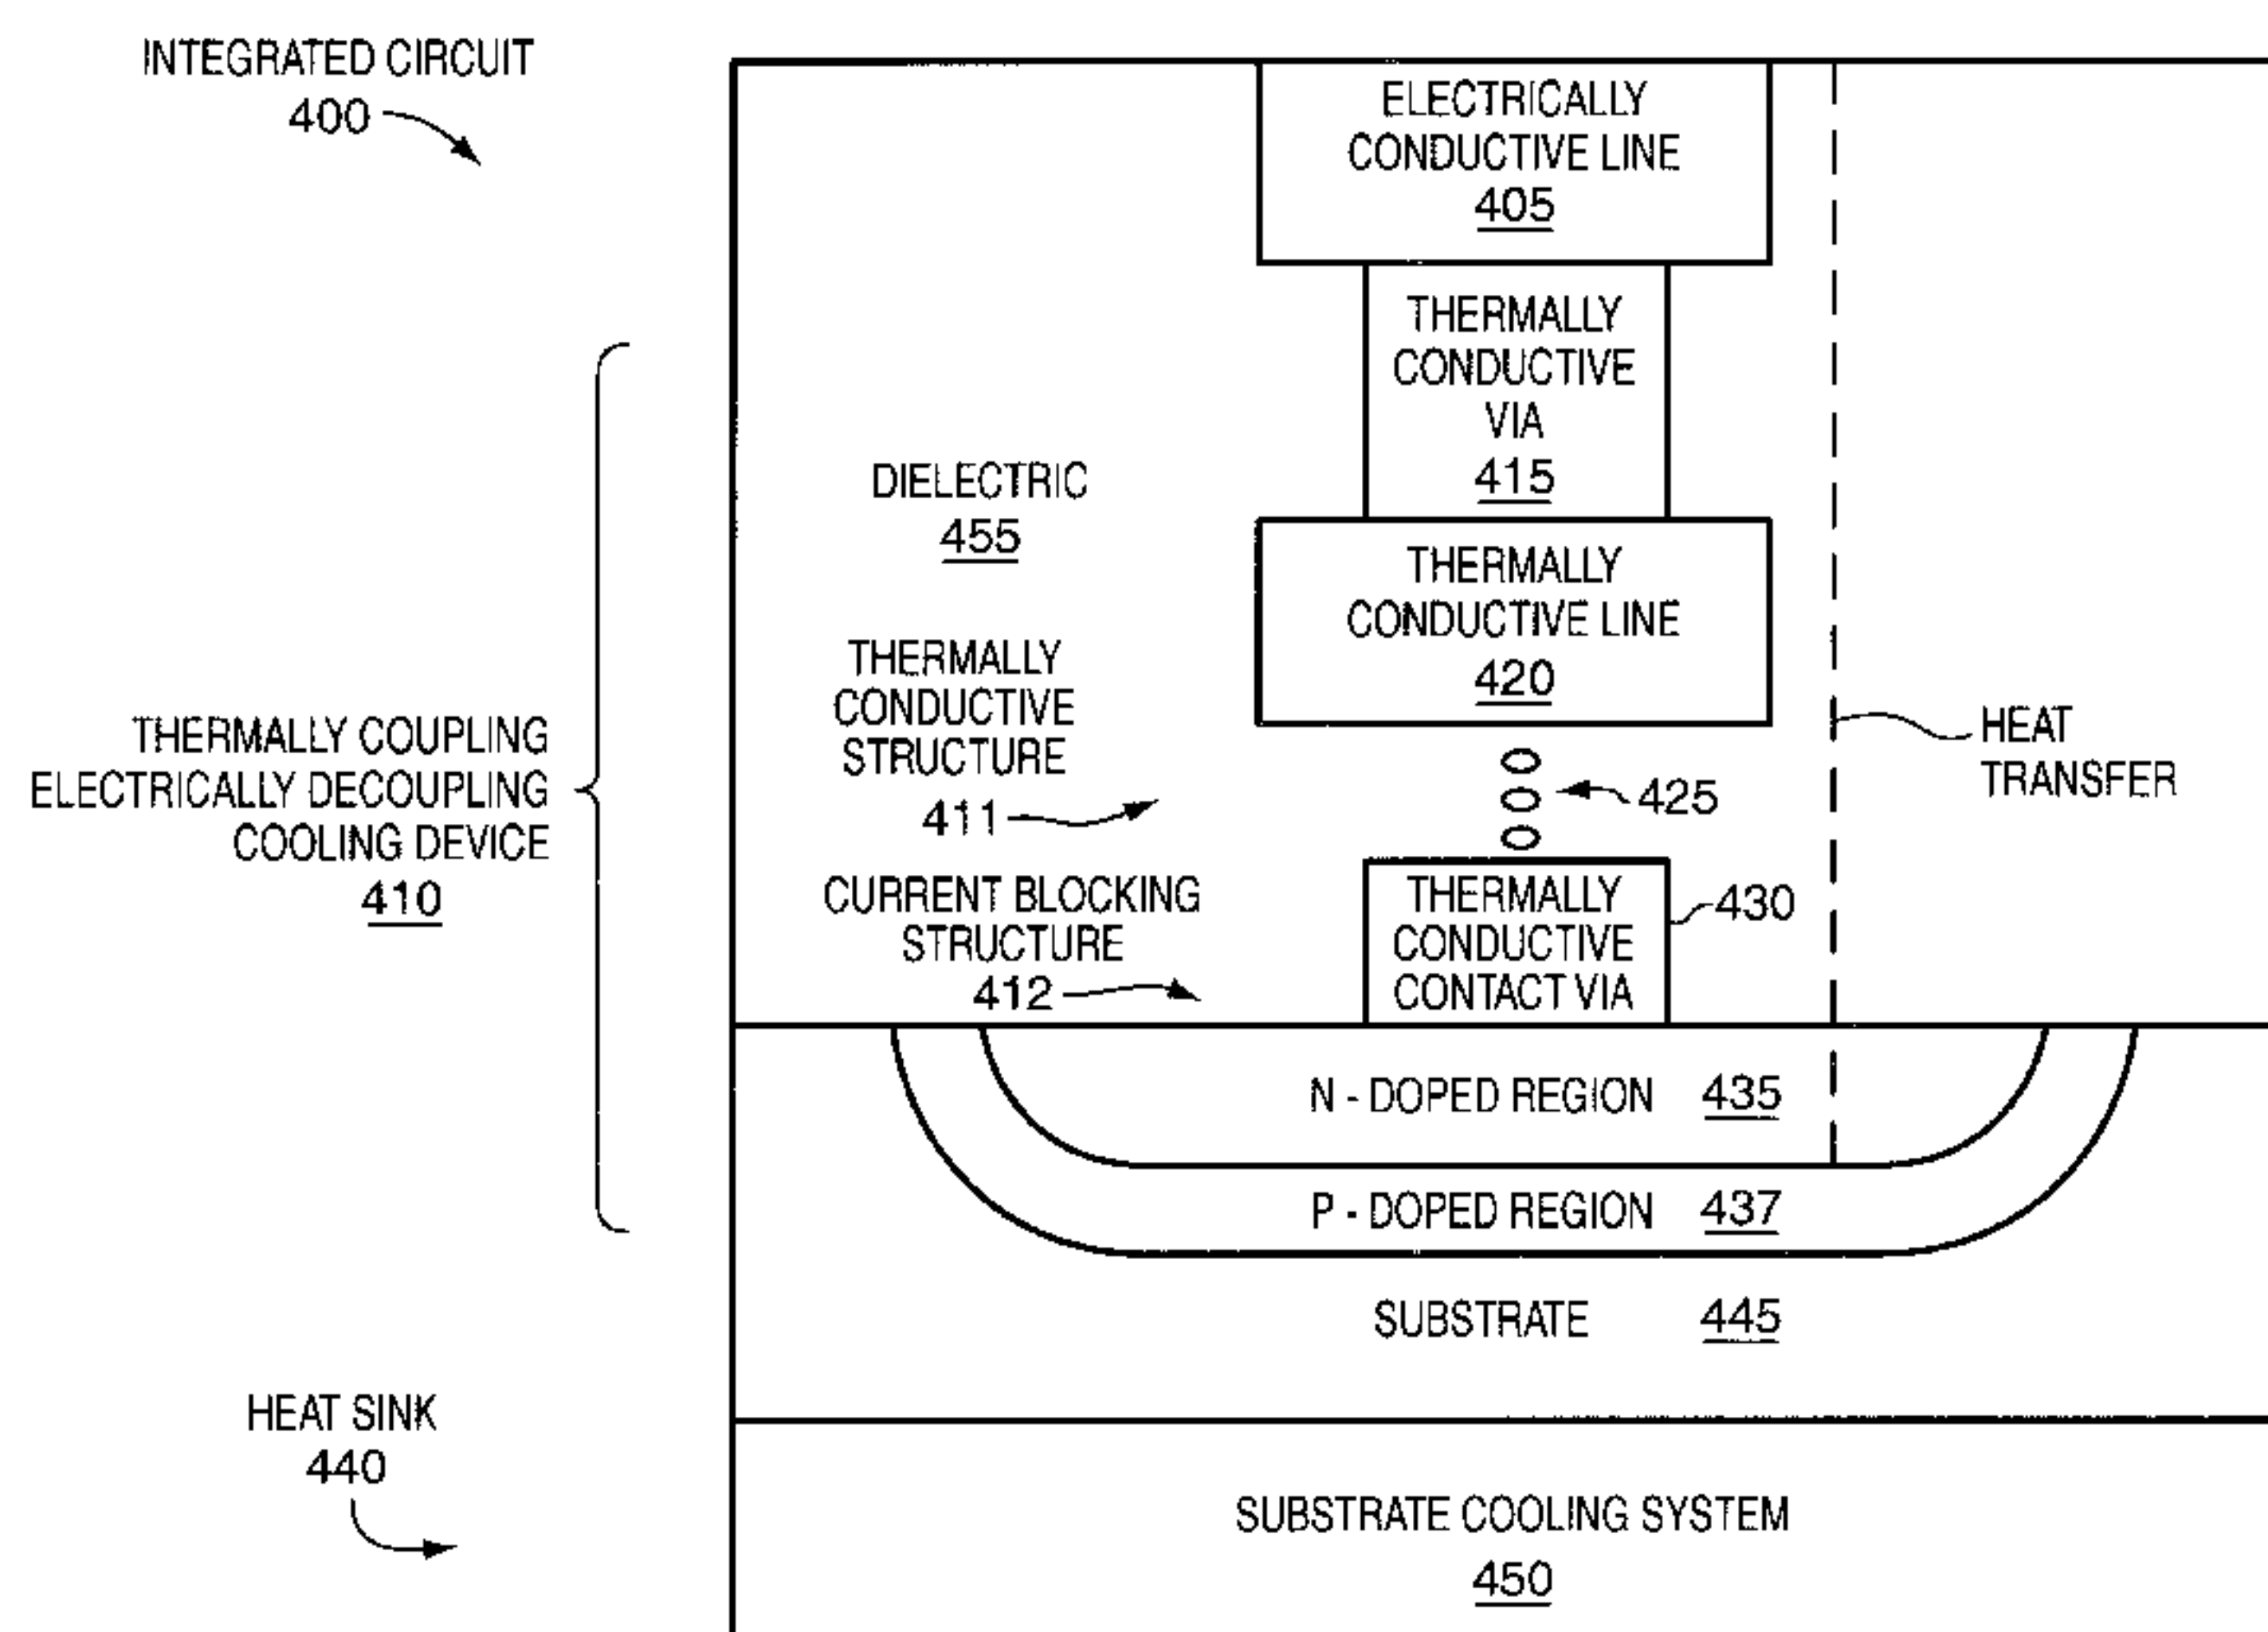 INTEGRATED CIRCUIT
400
ELECTRICALLY
CONDUCTIVE LINE
405
THERMALLY
CONDUCTIVE
VIA
415
DIELECTRIC
455
THERMALLY
CONDUCTIVE LINE
420
THERMALLY
CONDUCTIVE
STRUCTURE
411
THERMALLY COUPLING
ELECTRICALLY DECOUPLING
COOLING DEVICE
410
HEAT
TRANSFER
425
CURRENT BLOCKING
STRUCTURE
412
THERMALLY
CONDUCTIVE
CONTACT VIA
430
N - DOPED REGION 435
P - DOPED REGION 437
SUBSTRATE 445
HEAT SINK
440
SUBSTRATE COOLING SYSTEM
450